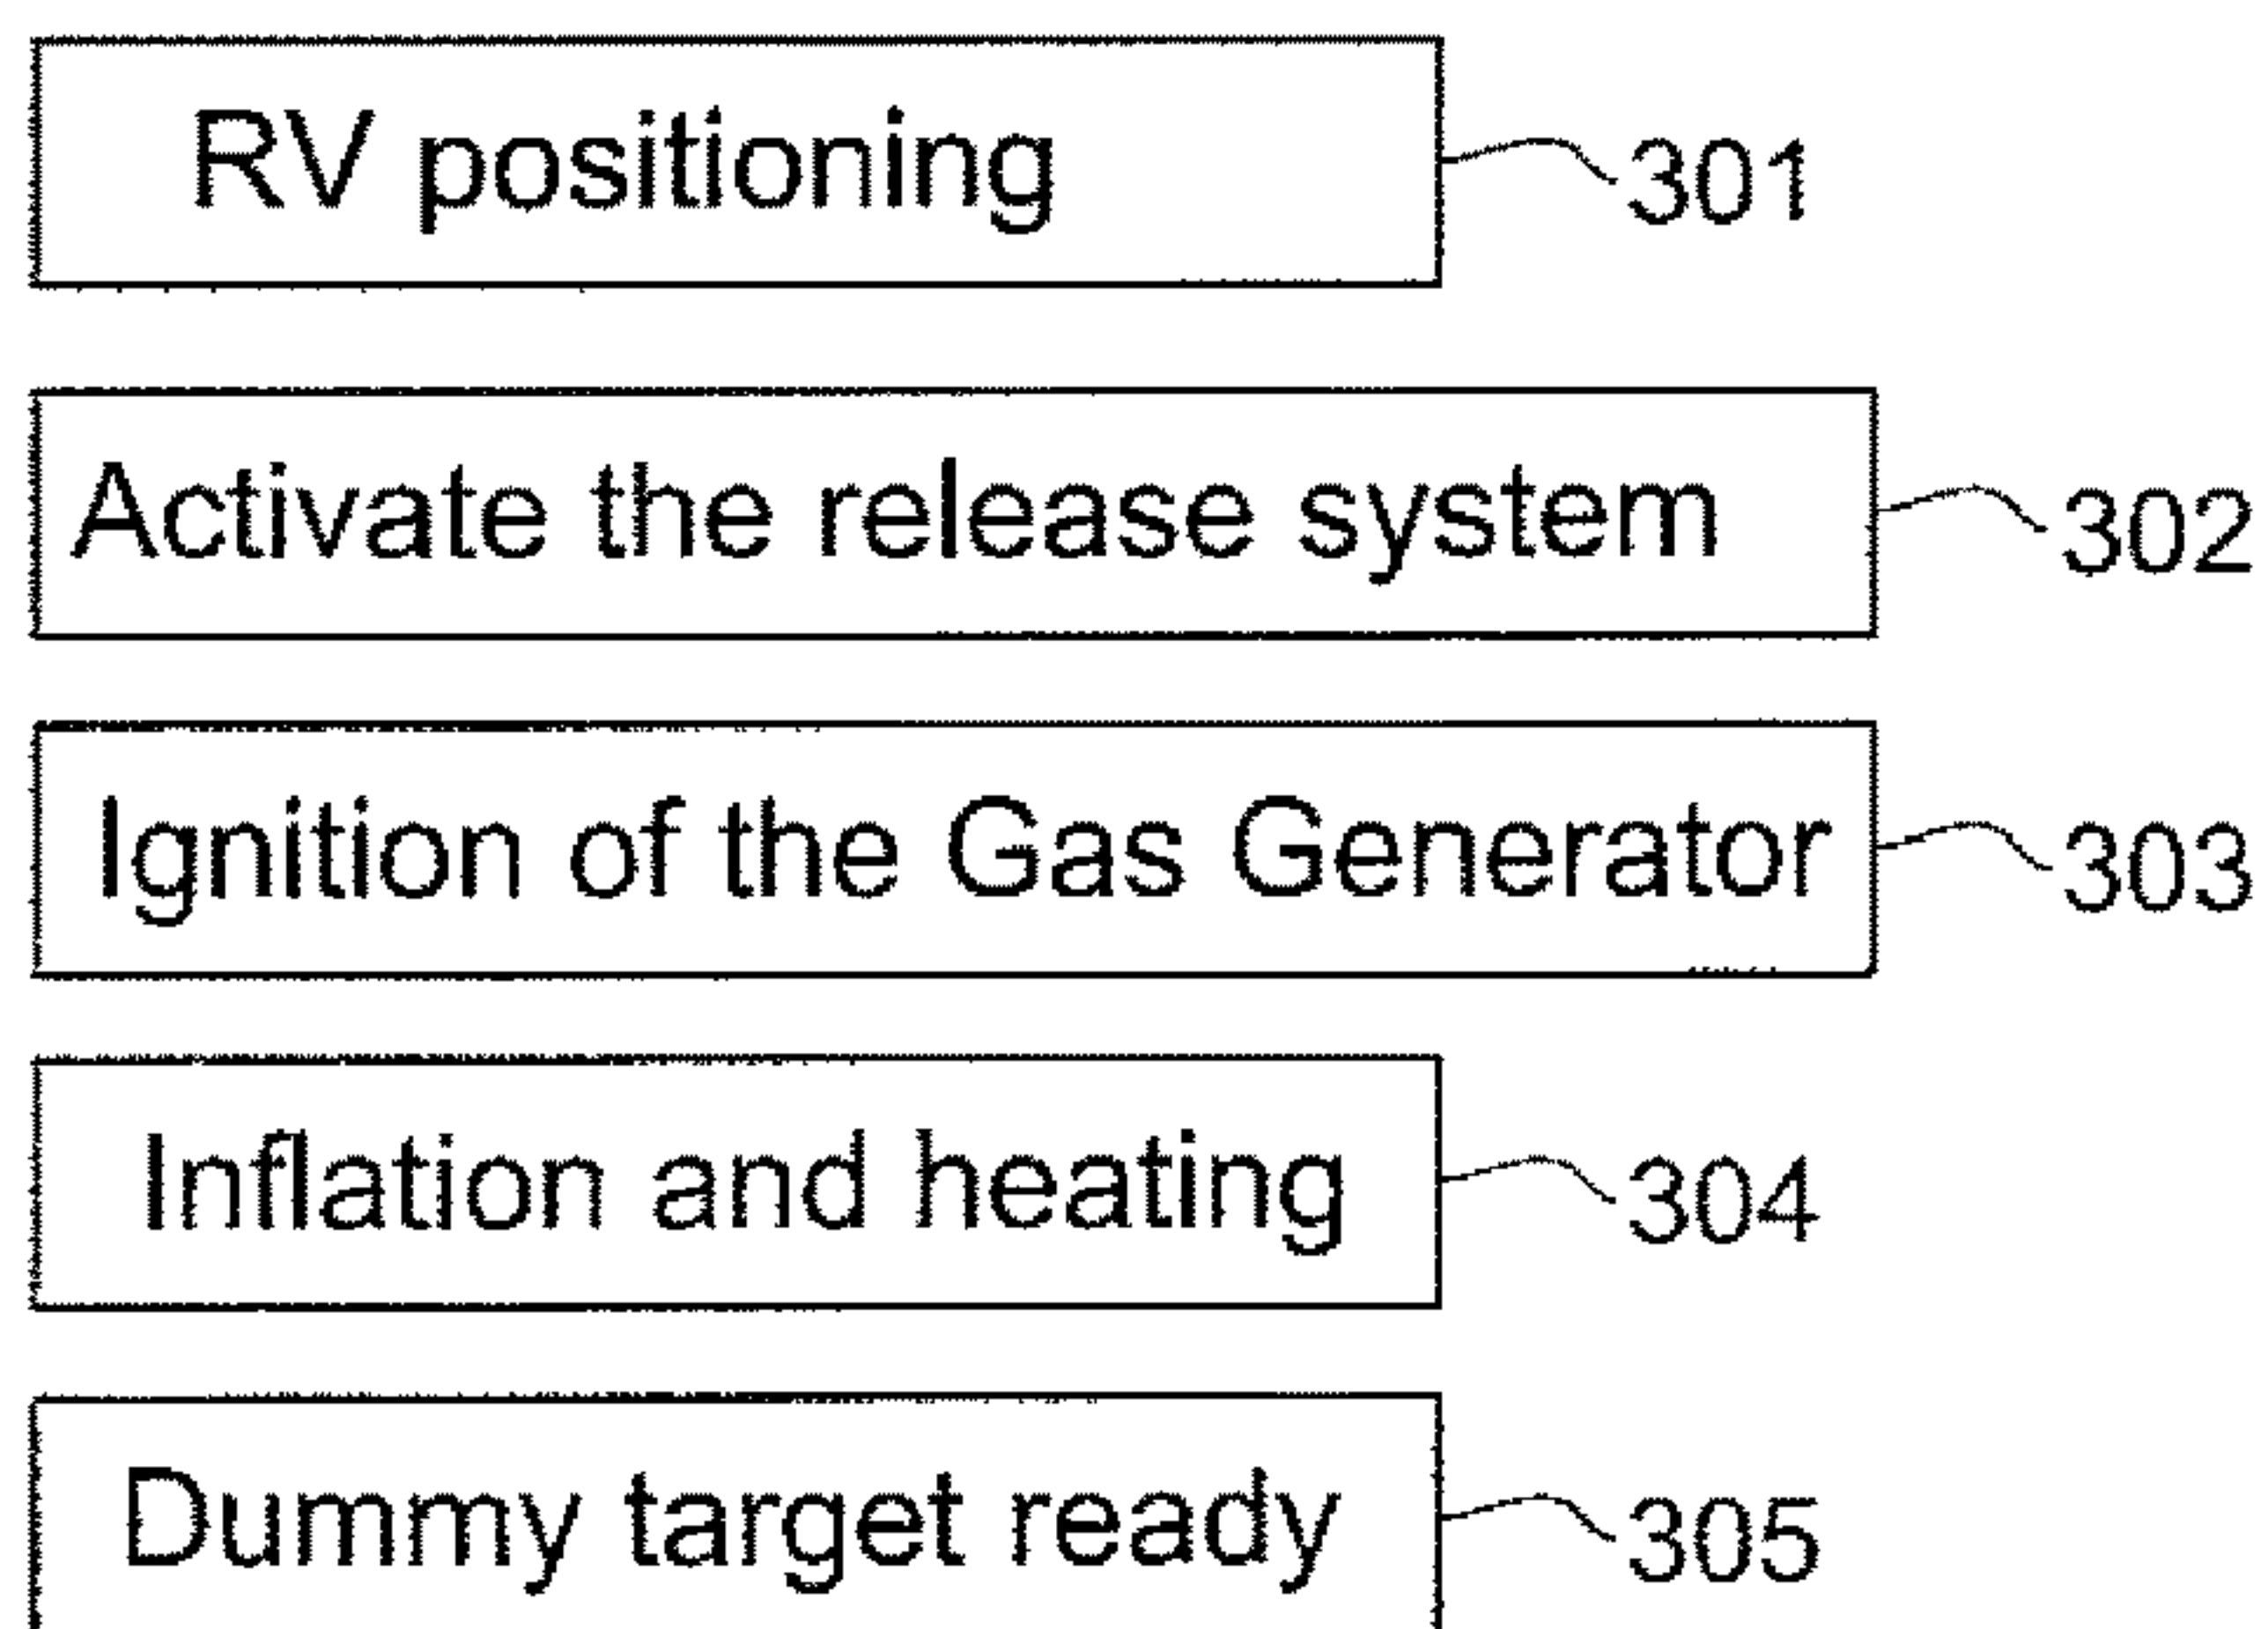 RV positioning 301
Activate the release system 302
Ignition of the Gas Generator 303
Inflation and heating 304
Dummy target ready 305